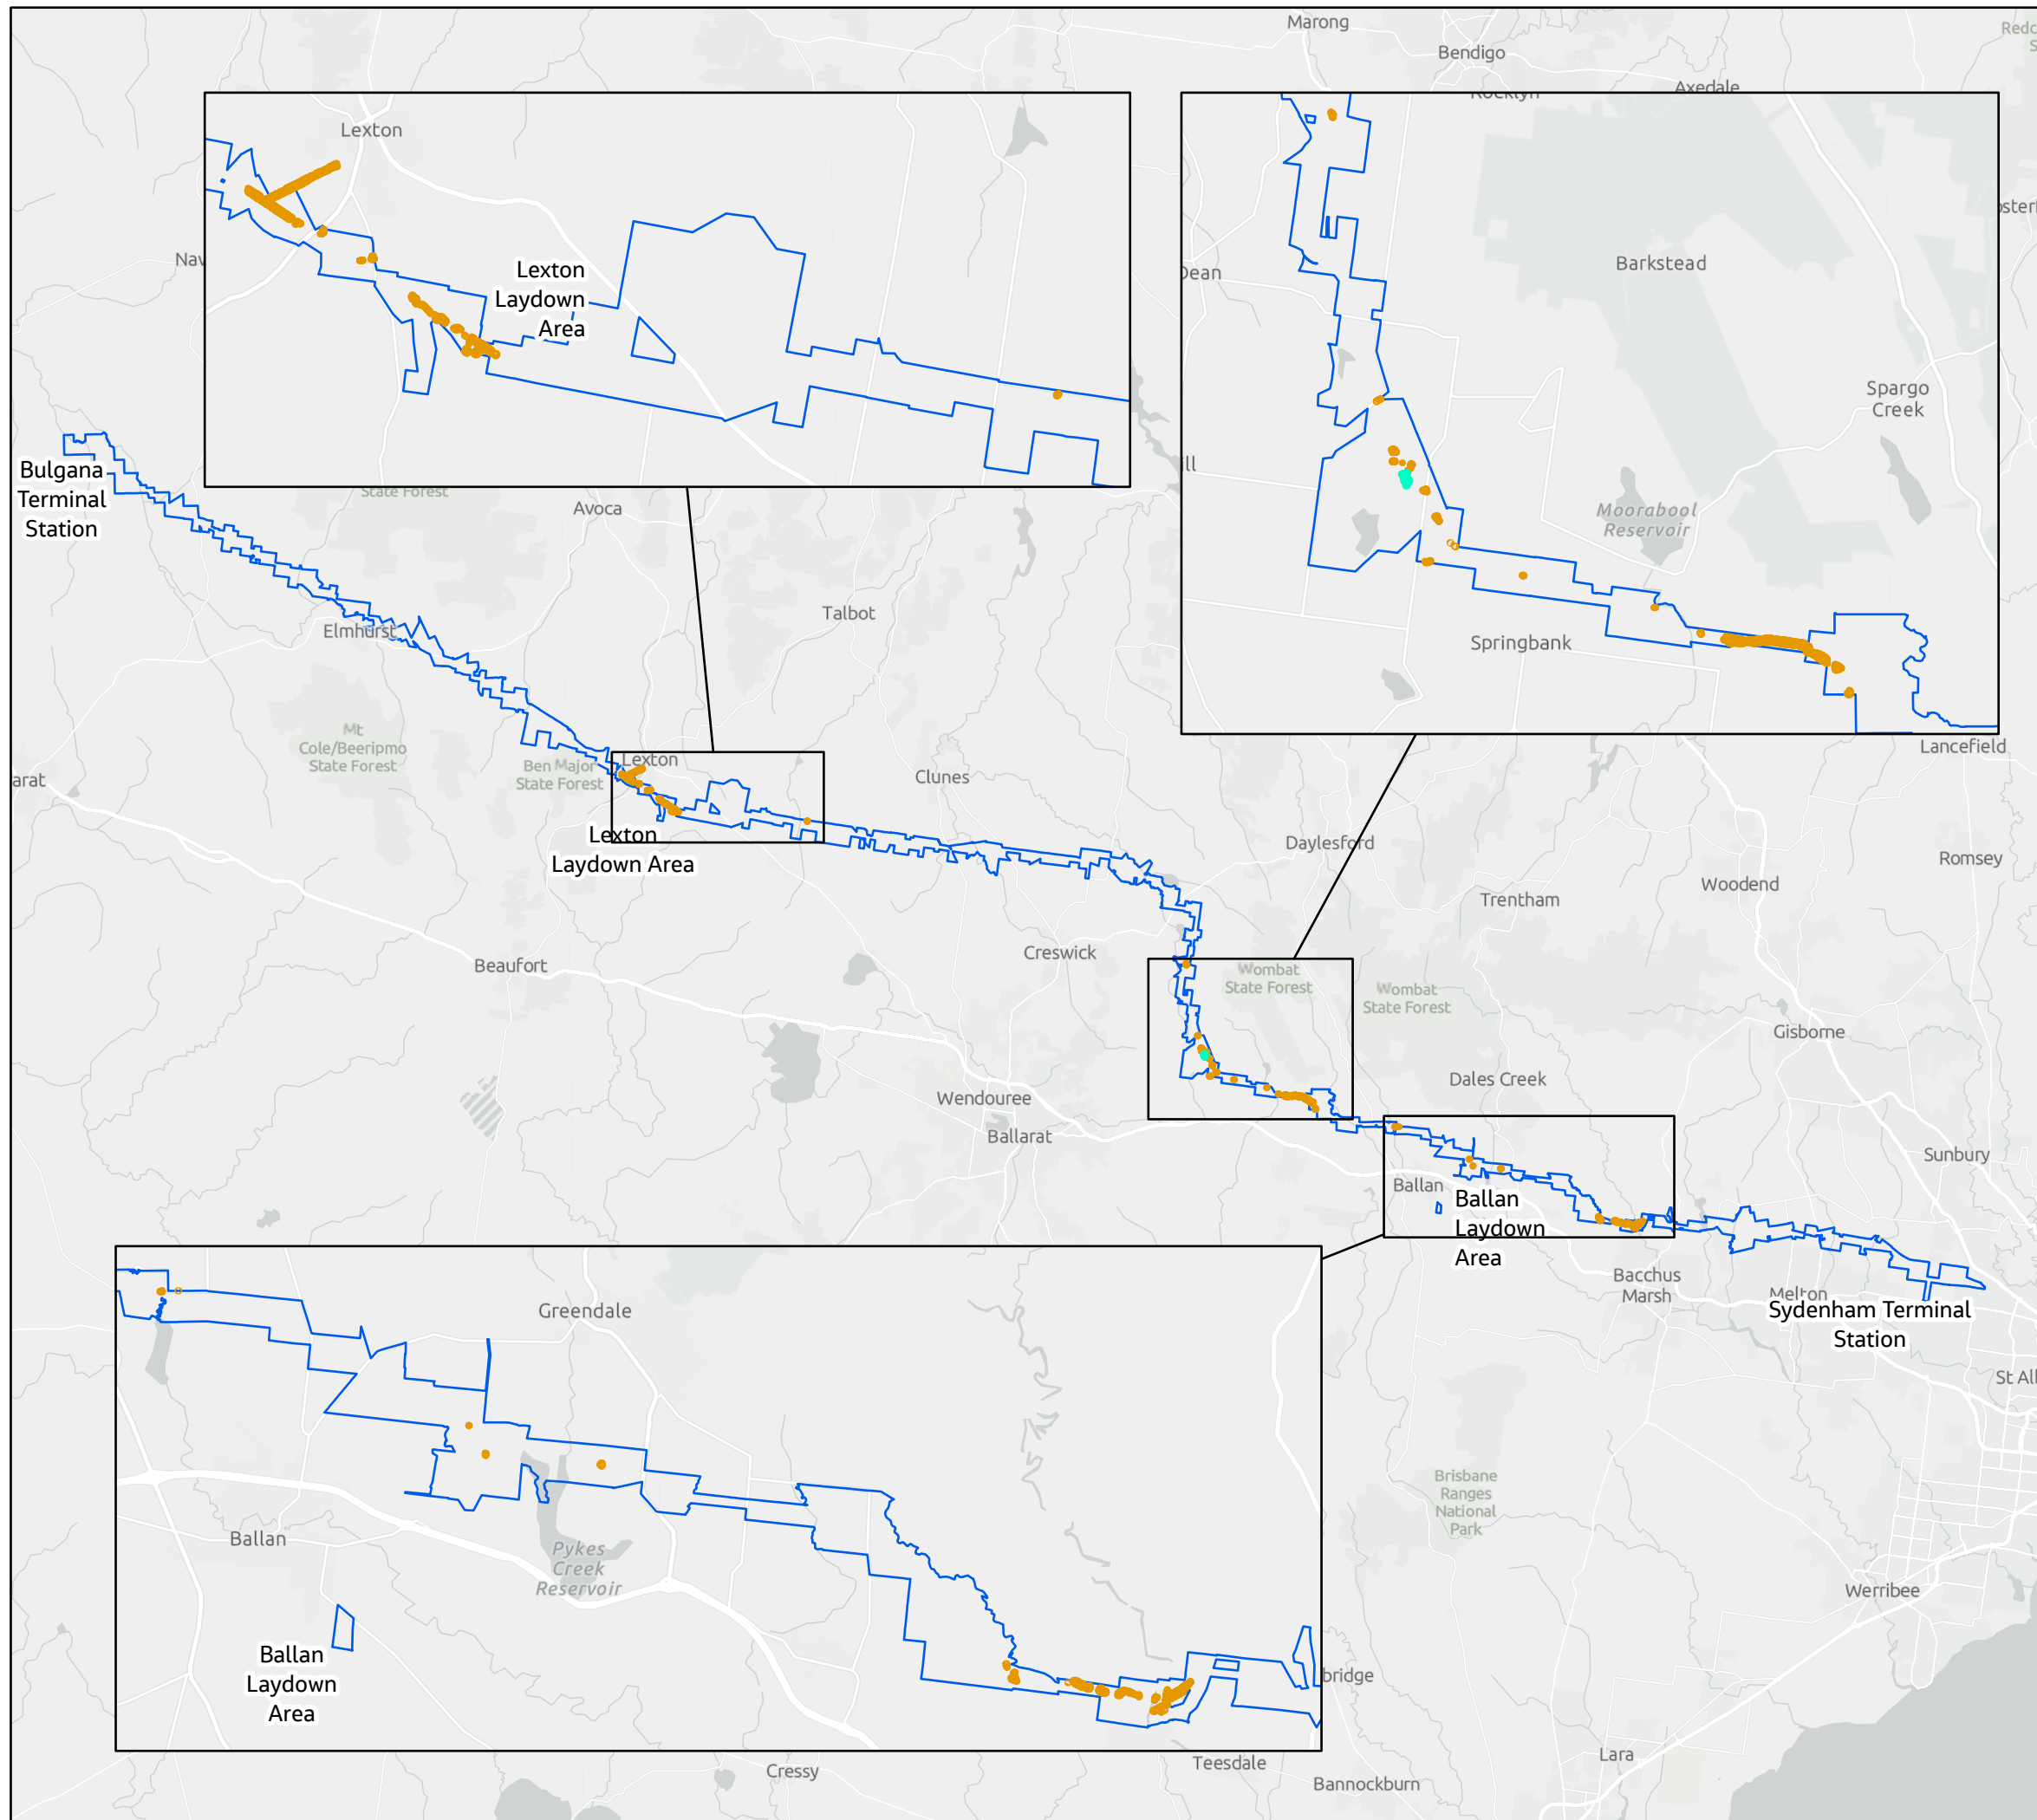 Marong
Bendigo
Axedale
Lexton
Lexton
Laydown
Area
Barkstead
Spargo
Creek
Moorabool
Reservoir
Springbank
Bulgana
Terminal
Station
State Forest
Avoca
Elmhurst
Talbot
Mt
Cole/Beeripmo
State Forest
Ben Major
State Forest
Lexton
Lexton
Laydown Area
Clunes
Lancefield
Daylesford
Romsey
Woodend
Trentham
Creswick
Beaufort
Wombat
State Forest
Wombat
State Forest
Gisborne
Dales Creek
Wendouree
Ballarat
Sunbury
Ballan
Ballan
Laydown
Area
Bacchus
Marsh
Melton
Sydenham Terminal
Station
Greendale
Ballan
Pykes
Creek
Reservoir
Ballan
Laydown
Area
Brisbane
Ranges
National
Park
Werribee
Lara
Teesdale
Cressy
Bannockburn